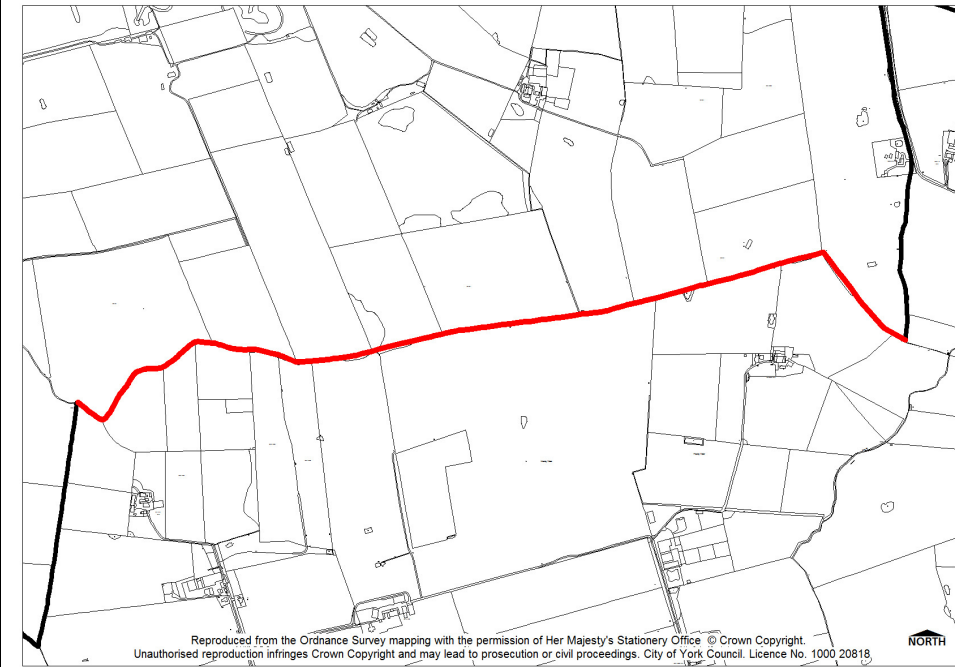 Reproduced from the Ordnance Survey mapping with the permission of Her Majesty's Stationery Office © Crown Copyright.
Unauthorised reproduction infringes Crown Copyright and may lead to prosecution or civil proceedings. City of York Council. Licence No. 1000 20818
NORTH